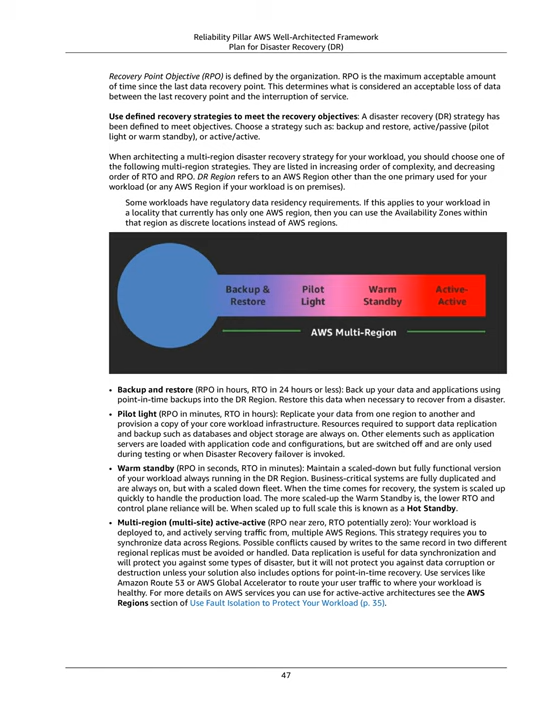 Reliability Pillar AWS Well-Architected Framework
Plan for Disaster Recovery (DR)
Recovery Point Objective (RPO) is defined by the organization. RPO is the maximum acceptable amount
of time since the last data recovery point. This determines what is considered an acceptable loss of data
between the last recovery point and the interruption of service.
Use defined recovery strategies to meet the recovery objectives: A disaster recovery (DR) strategy has
been defined to meet objectives. Choose a strategy such as: backup and restore, active/passive (pilot
light or warm standby), or active/active.
When architecting a multi-region disaster recovery strategy for your workload, you should choose one of
the following multi-region strategies. They are listed in increasing order of complexity, and decreasing
order of RTO and RPO. DR Region refers to an AWS Region other than the one primary used for your
workload (or any AWS Region if your workload is on premises).
Some workloads have regulatory data residency requirements. If this applies to your workload in
a locality that currently has only one AWS region, then you can use the Availability Zones within
that region as discrete locations instead of AWS regions.
Backup & Pilot Warm Active-
Restore Light Standby Active
AWS Multi-Region
• Backup and restore (RPO in hours, RTO in 24 hours or less): Back up your data and applications using
point-in-time backups into the DR Region. Restore this data when necessary to recover from a disaster.
• Pilot light (RPO in minutes, RTO in hours): Replicate your data from one region to another and
provision a copy of your core workload infrastructure. Resources required to support data replication
and backup such as databases and object storage are always on. Other elements such as application
servers are loaded with application code and configurations, but are switched off and are only used
during testing or when Disaster Recovery failover is invoked.
• Warm standby (RPO in seconds, RTO in minutes): Maintain a scaled-down but fully functional version
of your workload always running in the DR Region. Business-critical systems are fully duplicated and
are always on, but with a scaled down fleet. When the time comes for recovery, the system is scaled up
quickly to handle the production load. The more scaled-up the Warm Standby is, the lower RTO and
control plane reliance will be. When scaled up to full scale this is known as a Hot Standby.
• Multi-region (multi-site) active-active (RPO near zero, RTO potentially zero): Your workload is
deployed to, and actively serving traffic from, multiple AWS Regions. This strategy requires you to
synchronize data across Regions. Possible conflicts caused by writes to the same record in two different
regional replicas must be avoided or handled. Data replication is useful for data synchronization and
will protect you against some types of disaster, but it will not protect you against data corruption or
destruction unless your solution also includes options for point-in-time recovery. Use services like
Amazon Route 53 or AWS Global Accelerator to route your user traffic to where your workload is
healthy. For more details on AWS services you can use for active-active architectures see the AWS
Regions section of Use Fault Isolation to Protect Your Workload (p. 35).
47